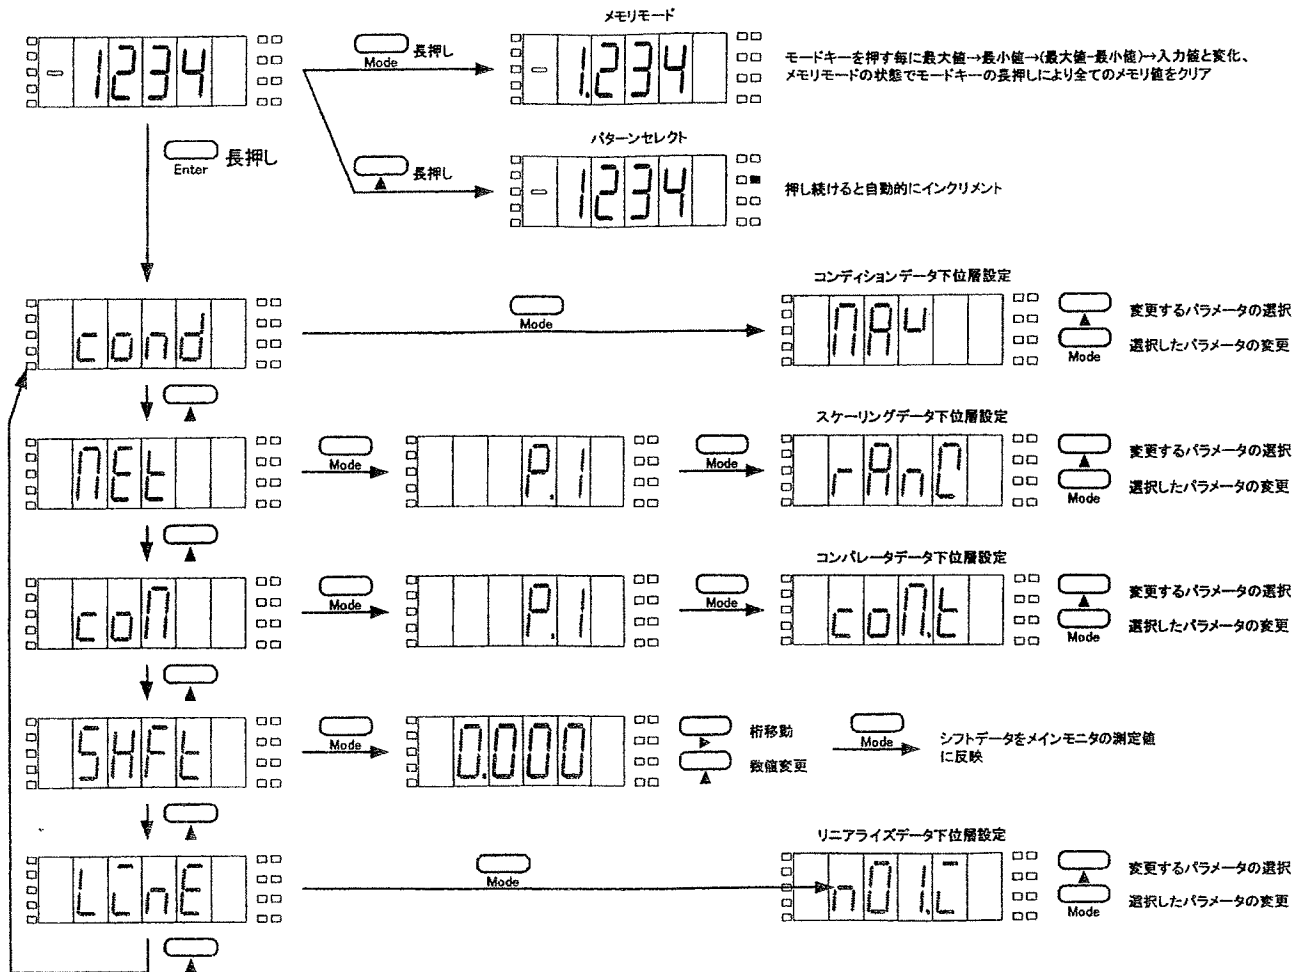 メモリモード
-1234
Mode
長押し
-1.234
モードキーを押す毎に最大値→最小値→(最大値-最小値)→入力値と変化、
メモリモードの状態でモードキーの長押しにより全てのメモリ値をクリア
Enter
長押し
パターンセレクト
長押し
-1234
押し続けると自動的にインクリメント
コンディションデータ下位層設定
cond
Mode
変更するパラメータの選択
選択したパラメータの変更
Mode
スケーリングデータ下位層設定
MEt
Mode
P.1
Mode
rAnG
変更するパラメータの選択
選択したパラメータの変更
Mode
コンパレータデータ下位層設定
coM
Mode
P.1
Mode
coM.t
変更するパラメータの選択
選択したパラメータの変更
Mode
SHFt
Mode
0.000
桁移動
数値変更
Mode
シフトデータをメインモニタの測定値
に反映
リニアライズデータ下位層設定
LinE
Mode
n01.i
変更するパラメータの選択
選択したパラメータの変更
Mode